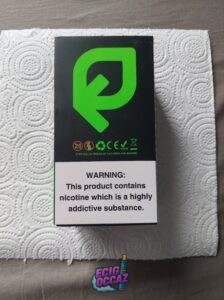 WARNING:
This product contains
nicotine which is a highly
addictive substance.
ECIG
OCCAZ